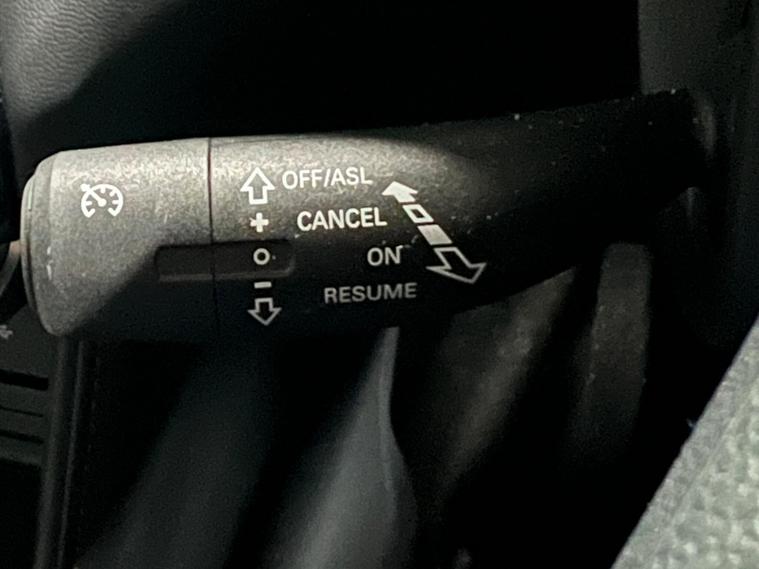 OFF/ASL
+ CANCEL
O ON
- RESUME